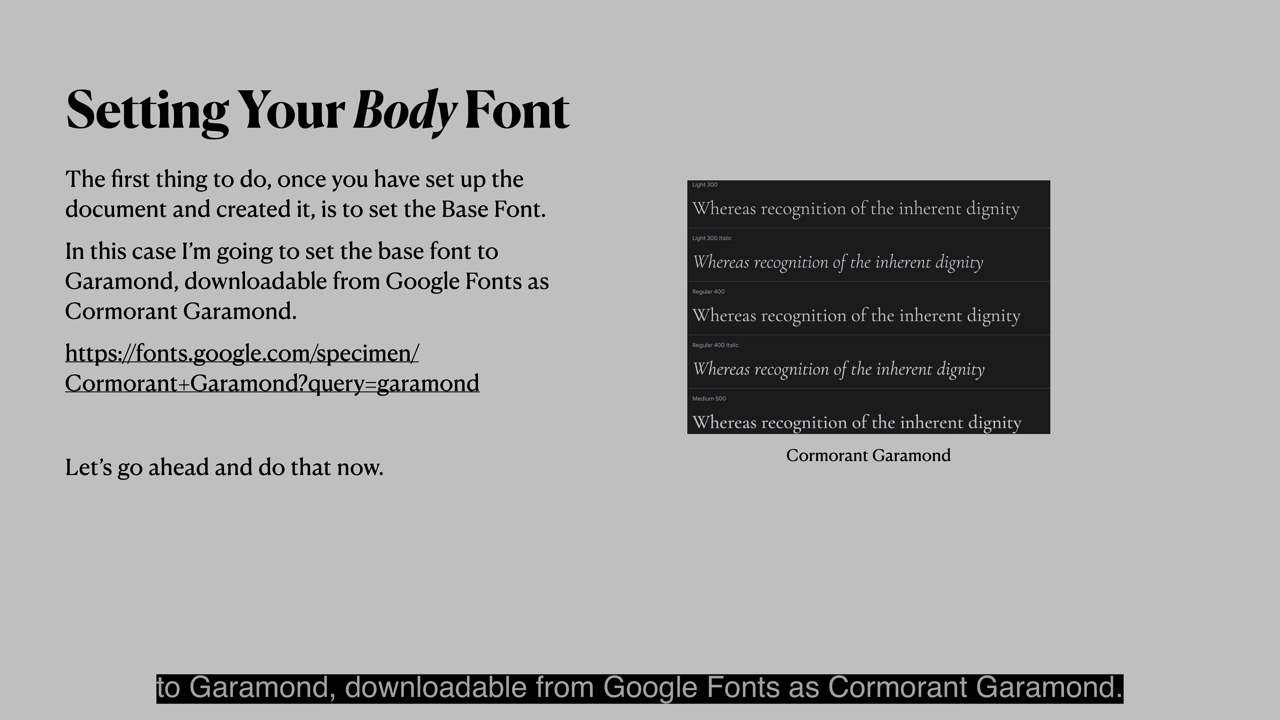 Setting Your Body Font
The first thing to do, once you have set up the
document and created it, is to set the Base Font.
In this case I’m going to set the base font to
Garamond, downloadable from Google Fonts as
Cormorant Garamond.
https://fonts.google.com/specimen/
Cormorant+Garamond?query=garamond
Let’s go ahead and do that now.
Light 300
Whereas recognition of the inherent dignity
Light 300 Italic
Whereas recognition of the inherent dignity
Regular 400
Whereas recognition of the inherent dignity
Regular 400 Italic
Whereas recognition of the inherent dignity
Medium 500
Whereas recognition of the inherent dignity
Cormorant Garamond
to Garamond, downloadable from Google Fonts as Cormorant Garamond.